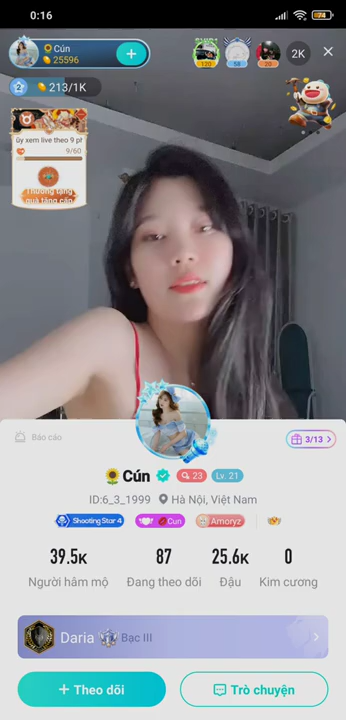 0:16
74
Cún
25596
120
58
20
2K
2
213/1K
ũy xem live theo 9 ph
9/60
Thưởng tặng
quà tặng cấp
Báo cáo
3/13
Cún
23
Lv. 21
ID:6_3_1999
Hà Nội, Việt Nam
Shooting Star 4
Cun
Amoryz
39.5K
87
25.6K
0
Người hâm mộ
Đang theo dõi
Đậu
Kim cương
Daria
Bạc III
+ Theo dõi
Trò chuyện